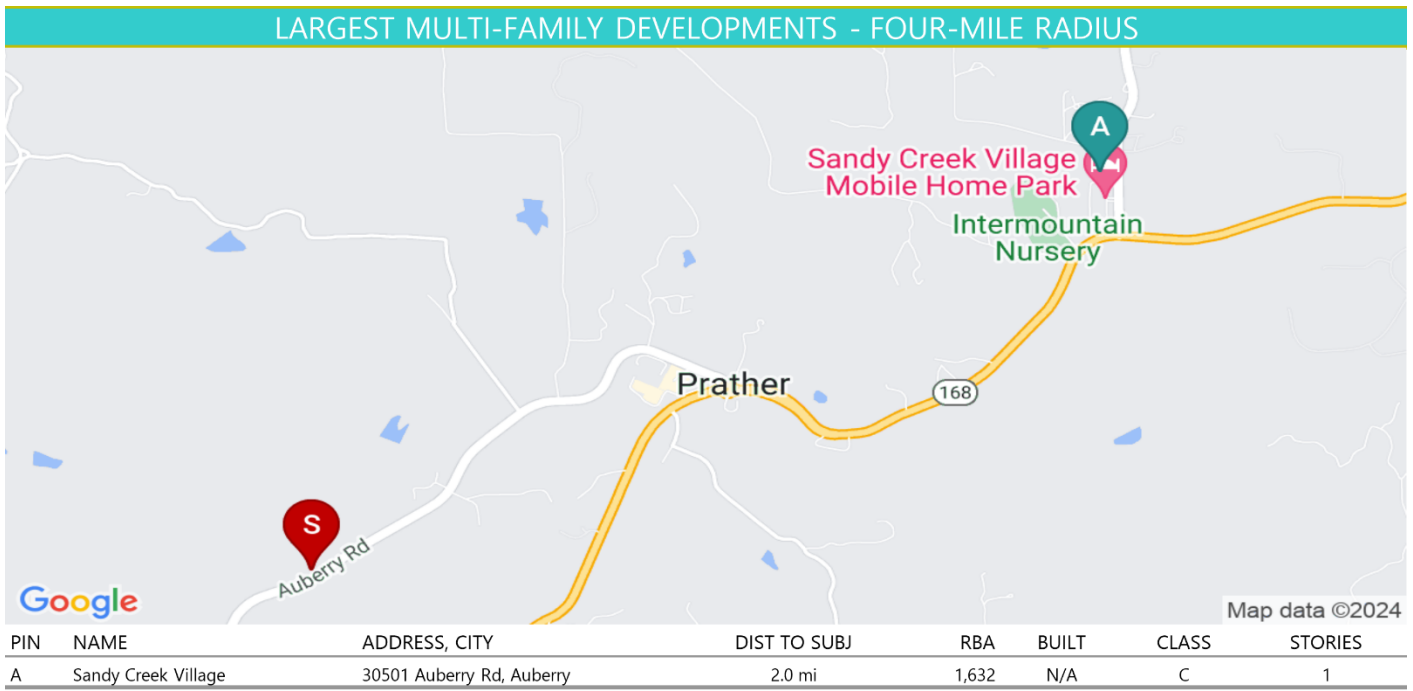 LARGEST MULTI-FAMILY DEVELOPMENTS - FOUR-MILE RADIUS
A
Sandy Creek Village
Mobile Home Park
Intermountain
Nursery
Prather
168
S
Auberry Rd
Google
Map data ©2024
PIN NAME ADDRESS, CITY DIST TO SUBJ RBA BUILT CLASS STORIES
A Sandy Creek Village 30501 Auberry Rd, Auberry 2.0 mi 1,632 N/A C 1